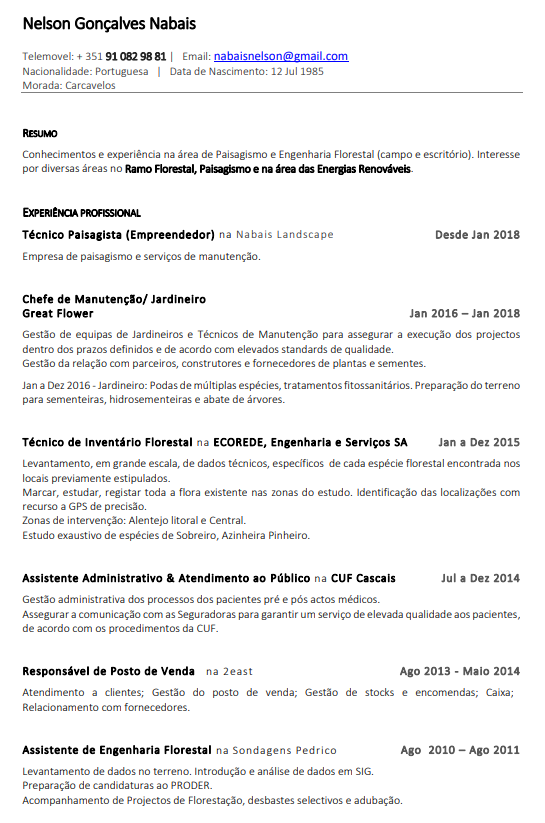 Nelson Gonçalves Nabais
Telemovel: + 351 91 082 98 81 | Email: nabaisnelson@gmail.com
Nacionalidade: Portuguesa | Data de Nascimento: 12 Jul 1985
Morada: Carcavelos
RESUMO
Conhecimentos e experiência na área de Paisagismo e Engenharia Florestal (campo e escritório). Interesse
por diversas áreas no Ramo Florestal, Paisagismo e na área das Energias Renováveis.
EXPERIÊNCIA PROFISSIONAL
Técnico Paisagista (Empreendedor) na Nabais Landscape Desde Jan 2018
Empresa de paisagismo e serviços de manutenção.
Chefe de Manutenção/ Jardineiro
Great Flower Jan 2016 – Jan 2018
Gestão de equipas de Jardineiros e Técnicos de Manutenção para assegurar a execução dos projectos
dentro dos prazos definidos e de acordo com elevados standards de qualidade.
Gestão da relação com parceiros, construtores e fornecedores de plantas e sementes.
Jan a Dez 2016 - Jardineiro: Podas de múltiplas espécies, tratamentos fitossanitários. Preparação do terreno
para sementeiras, hidrosementeiras e abate de árvores.
Técnico de Inventário Florestal na ECOREDE, Engenharia e Serviços SA Jan a Dez 2015
Levantamento, em grande escala, de dados técnicos, específicos de cada espécie florestal encontrada nos
locais previamente estipulados.
Marcar, estudar, registar toda a flora existente nas zonas do estudo. Identificação das localizações com
recurso a GPS de precisão.
Zonas de intervenção: Alentejo litoral e Central.
Estudo exaustivo de espécies de Sobreiro, Azinheira Pinheiro.
Assistente Administrativo & Atendimento ao Público na CUF Cascais Jul a Dez 2014
Gestão administrativa dos processos dos pacientes pré e pós actos médicos.
Assegurar a comunicação com as Seguradoras para garantir um serviço de elevada qualidade aos pacientes,
de acordo com os procedimentos da CUF.
Responsável de Posto de Venda na 2east Ago 2013 - Maio 2014
Atendimento a clientes; Gestão do posto de venda; Gestão de stocks e encomendas; Caixa;
Relacionamento com fornecedores.
Assistente de Engenharia Florestal na Sondagens Pedrico Ago 2010 – Ago 2011
Levantamento de dados no terreno. Introdução e análise de dados em SIG.
Preparação de candidaturas ao PRODER.
Acompanhamento de Projectos de Florestação, desbastes selectivos e adubação.